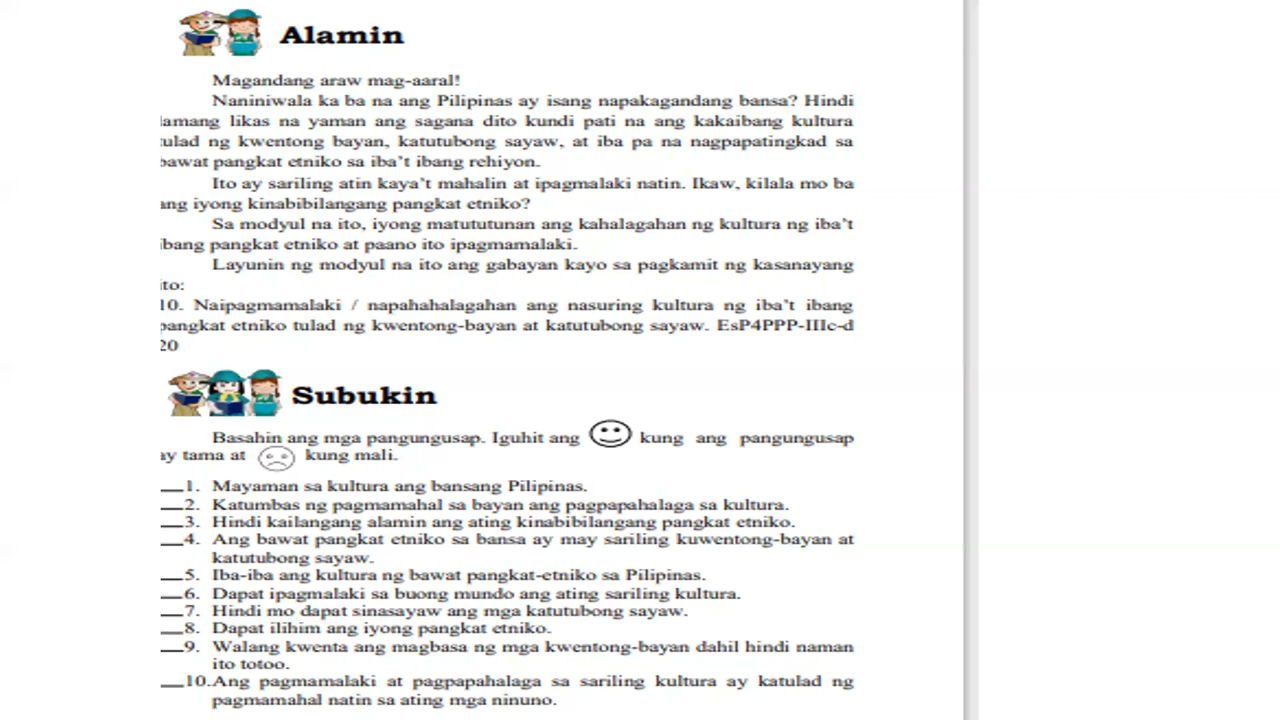 Alamin
Magandang araw mag-aaral!
Naniniwala ka ba na ang Pilipinas ay isang napakagandang bansa? Hindi
lamang likas na yaman ang sagana dito kundi pati na ang kakaibang kultura
tulad ng kwentong bayan, katutubong sayaw, at iba pa na nagpapatingkad sa
bawat pangkat etniko sa iba't ibang rehiyon.
Ito ay sariling atin kaya't mahalin at ipagmalaki natin. Ikaw, kilala mo ba
ang iyong kinabibilangang pangkat etniko?
Sa modyul na ito, iyong matututunan ang kahalagahan ng kultura ng iba't
ibang pangkat etniko at paano ito ipagmamalaki.
Layunin ng modyul na ito ang gabayan kayo sa pagkamit ng kasanayang
ito:
10. Naipagmamalaki / napahahalagahan ang nasuring kultura ng iba't ibang
pangkat etniko tulad ng kwentong-bayan at katutubong sayaw. EsP4PPP-IIIc-d
20
Subukin
Basahin ang mga pangungusap. Iguhit ang kung ang pangungusap
ay tama at kung mali.
___1. Mayaman sa kultura ang bansang Pilipinas.
___2. Katumbas ng pagmamahal sa bayan ang pagpapahalaga sa kultura.
___3. Hindi kailangang alamin ang ating kinabibilangang pangkat etniko.
___4. Ang bawat pangkat etniko sa bansa ay may sariling kuwentong-bayan at
katutubong sayaw.
___5. Iba-iba ang kultura ng bawat pangkat-etniko sa Pilipinas.
___6. Dapat ipagmalaki sa buong mundo ang ating sariling kultura.
___7. Hindi mo dapat sinasayaw ang mga katutubong sayaw.
___8. Dapat ilihim ang iyong pangkat etniko.
___9. Walang kwenta ang magbasa ng mga kwentong-bayan dahil hindi naman
ito totoo.
___10.Ang pagmamalaki at pagpapahalaga sa sariling kultura ay katulad ng
pagmamahal natin sa ating mga ninuno.